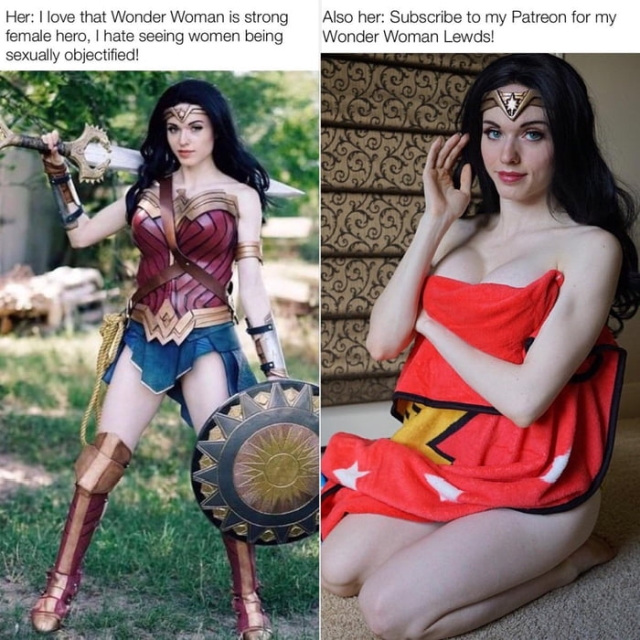 Her: I love that Wonder Woman is strong
female hero, I hate seeing women being
sexually objectified!
Also her: Subscribe to my Patreon for my
Wonder Woman Lewds!